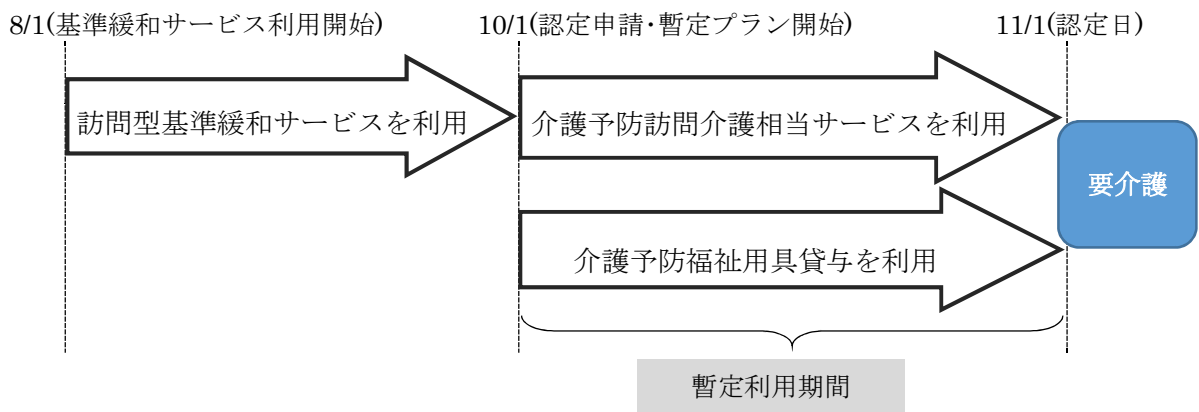 8/1(基準緩和サービス利用開始)
10/1(認定申請・暫定プラン開始)
11/1(認定日)
訪問型基準緩和サービスを利用
介護予防訪問介護相当サービスを利用
要介護
介護予防福祉用具貸与を利用
暫定利用期間